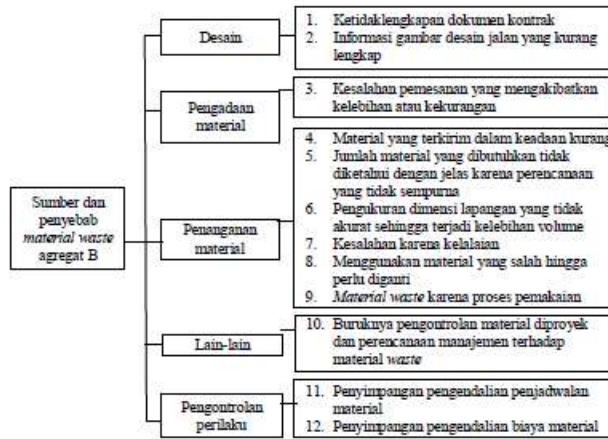 Sumber dan
penyebab
material waste
agregat B
Desain
1. Ketidaklengkapan dokumen kontrak
2. Informasi gambar desain jalan yang kurang
lengkap
Pengadaan
material
3. Kesalahan pemesanan yang mengakibatkan
kelebihan atau kekurangan
Penanganan
material
4. Material yang terkirim dalam keadaan kurang
5. Jumlah material yang dibutuhkan tidak
diketahui dengan jelas karena perencanaan
yang tidak sempurna
6. Pengukuran dimensi lapangan yang tidak
akurat sehingga terjadi kelebihan volume
7. Kesalahan karena kelalaian
8. Menggunakan material yang salah hingga
perlu diganti
9. Material waste karena proses pemakaian
Lain-lain
10. Buruknya pengontrolan material diproyek
dan perencanaan manajemen terhadap
material waste
Pengontrolan
perilaku
11. Penyimpangan pengendalian penjadwalan
material
12. Penyimpangan pengendalian biaya material